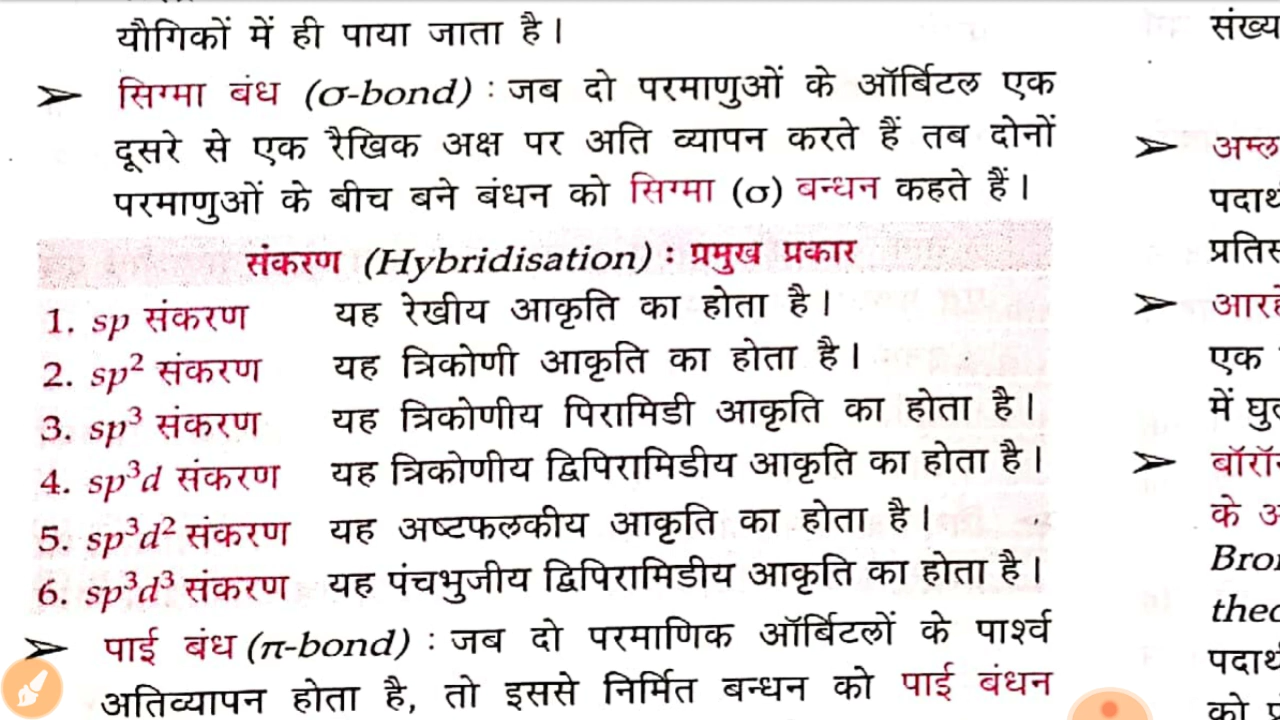 यौगिकों में ही पाया जाता है।
➢ सिग्मा बंध (σ-bond) : जब दो परमाणुओं के ऑर्बिटल एक
दूसरे से एक रैखिक अक्ष पर अति व्यापन करते हैं तब दोनों
परमाणुओं के बीच बने बंधन को सिग्मा (σ) बन्धन कहते हैं।
संकरण (Hybridisation) : प्रमुख प्रकार
1. sp संकरण यह रेखीय आकृति का होता है।
2. sp² संकरण यह त्रिकोणी आकृति का होता है।
3. sp³ संकरण यह त्रिकोणीय पिरामिडी आकृति का होता है।
4. sp³d संकरण यह त्रिकोणीय द्विपिरामिडीय आकृति का होता है।
5. sp³d² संकरण यह अष्टफलकीय आकृति का होता है।
6. sp³d³ संकरण यह पंचभुजीय द्विपिरामिडीय आकृति का होता है।
➢ पाई बंध (π-bond) : जब दो परमाणिक ऑर्बिटलों के पार्श्व
अतिव्यापन होता है, तो इससे निर्मित बन्धन को पाई बंधन
➢ अम्ल
एक
में
➢
के
को